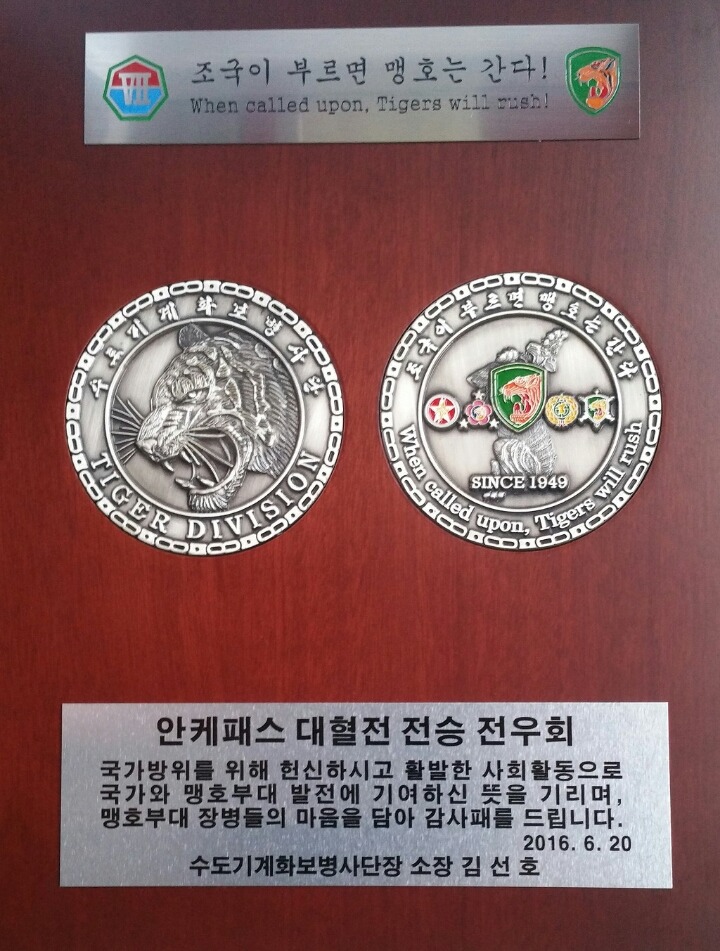 VII
조국이 부르면 맹호는 간다!
When called upon, Tigers will rush!
수도기계화보병사단
TIGER DIVISION
조국이 부르면 맹호는 간다
SINCE 1949
When called upon, Tigers will rush
안케패스 대혈전 전승 전우회
국가방위를 위해 헌신하시고 활발한 사회활동으로
국가와 맹호부대 발전에 기여하신 뜻을 기리며,
맹호부대 장병들의 마음을 담아 감사패를 드립니다.
2016. 6. 20
수도기계화보병사단장 소장 김 선 호